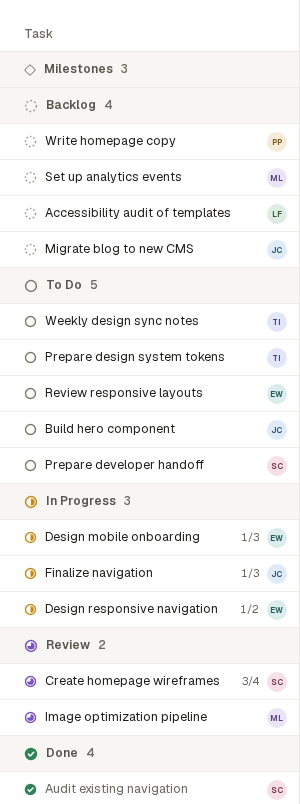 Task
Milestones 3
Backlog 4
Write homepage copy PP
Set up analytics events ML
Accessibility audit of templates LF
Migrate blog to new CMS JC
To Do 5
Weekly design sync notes TI
Prepare design system tokens TI
Review responsive layouts EW
Build hero component JC
Prepare developer handoff SC
In Progress 3
Design mobile onboarding 1/3 EW
Finalize navigation 1/3 JC
Design responsive navigation 1/2 EW
Review 2
Create homepage wireframes 3/4 SC
Image optimization pipeline ML
Done 4
Audit existing navigation SC